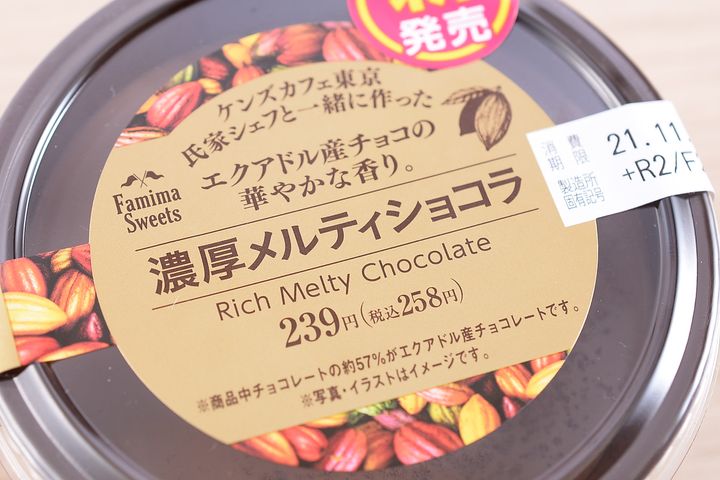 発売
ケンズカフェ東京
氏家シェフと一緒に作った
エクアドル産チョコの
華やかな香り。
Famima
Sweets
濃厚メルティショコラ
Rich Melty Chocolate
239円(税込258円)
※商品中チョコレートの約57%がエクアドル産チョコレートです。
※写真・イラストはイメージです。
消費
期限
21.11.
製造所
固有記号
+R2/F